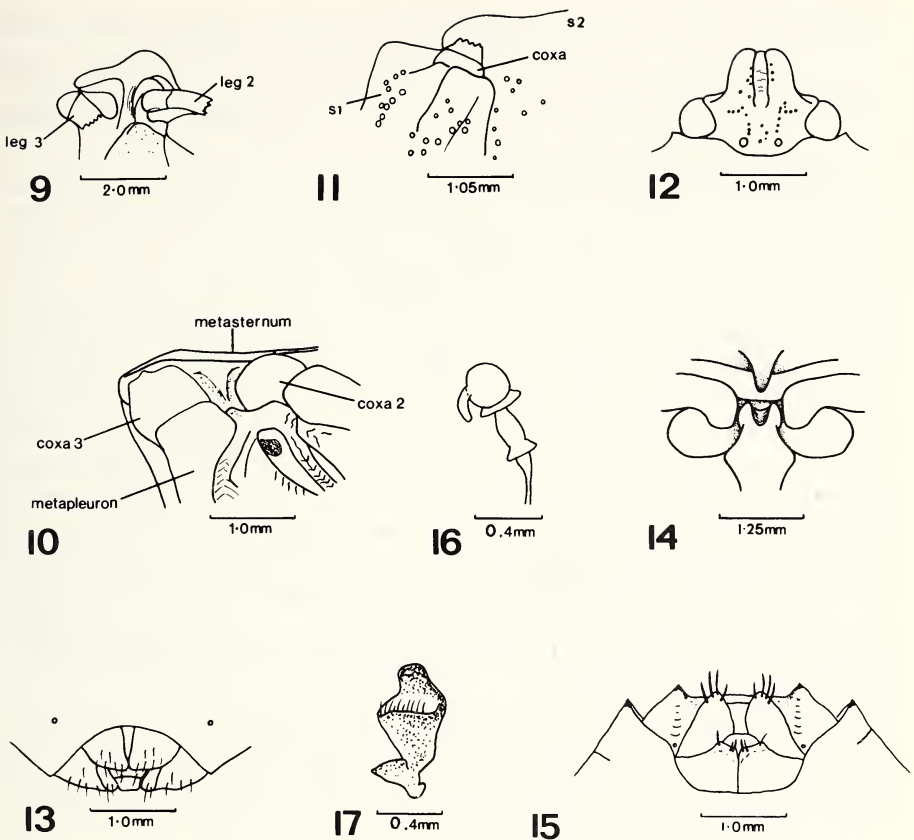 leg 2
leg 3
2·0mm
9
s2
coxa
s1
1·05mm
11
1·0mm
12
metasternum
coxa 2
coxa 3
metapleuron
1·0mm
10
0.4mm
16
1·25mm
14
1·0mm
13
0.4mm
17
1·0mm
15